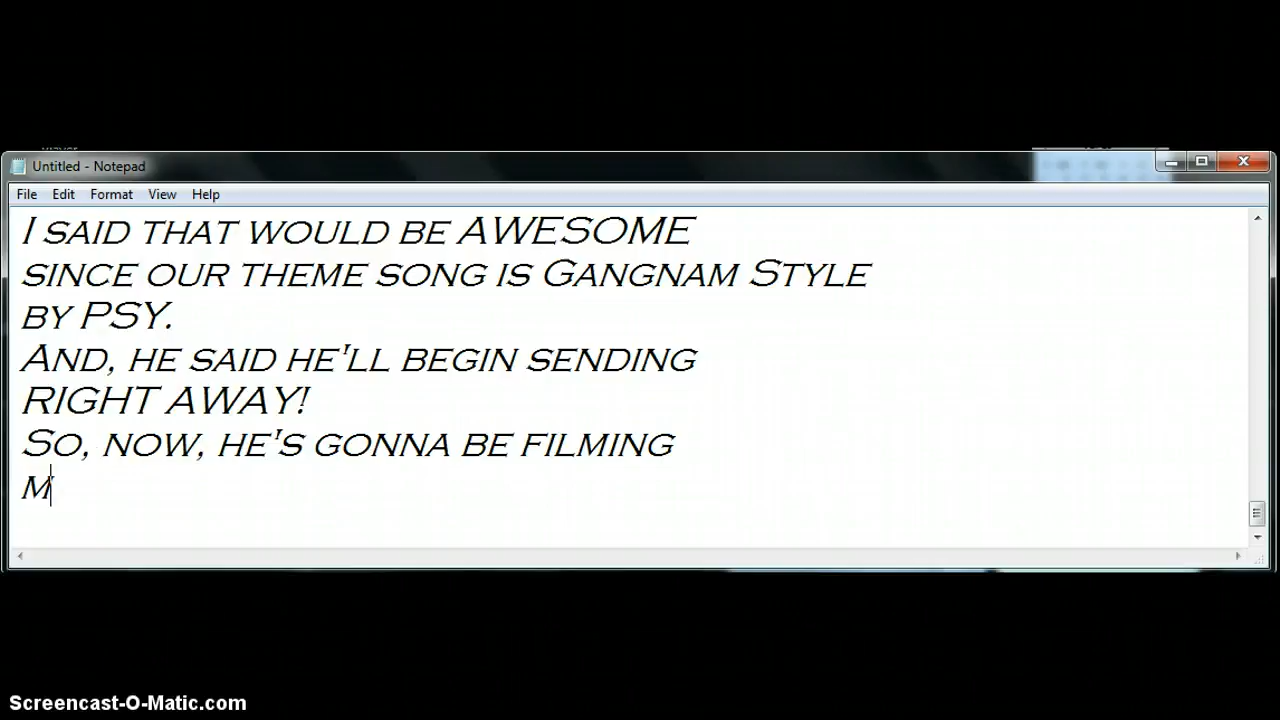 Untitled - Notepad
File Edit Format View Help
I said that would be AWESOME
since our theme song is Gangnam Style
by PSY.
And, he said he'll begin sending
RIGHT AWAY!
So, now, he's gonna be filming
m
Screencast-O-Matic.com